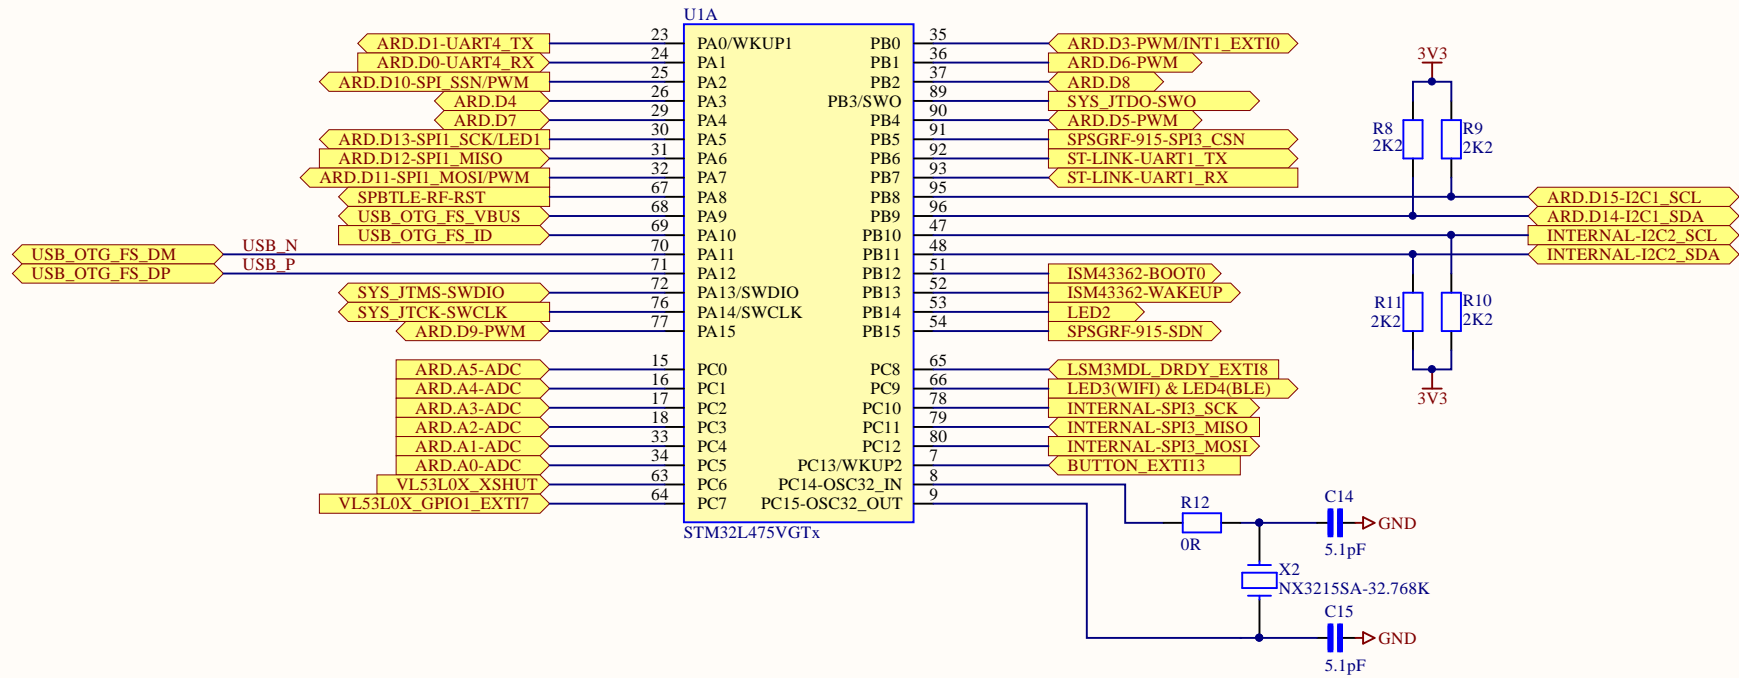 U1A
ARD.D1-UART4_TX 23 PA0/WKUP1 PB0 35 ARD.D3-PWM/INT1_EXTI0
ARD.D0-UART4_RX 24 PA1 PB1 36 ARD.D6-PWM 3V3
ARD.D10-SPI_SSN/PWM 25 PA2 PB2 37 ARD.D8
ARD.D4 26 PA3 PB3/SWO 89 SYS_JTDO-SWO
ARD.D7 29 PA4 PB4 90 ARD.D5-PWM R8 R9
ARD.D13-SPI1_SCK/LED1 30 PA5 PB5 91 SPSGRF-915-SPI3_CSN 2K2 2K2
ARD.D12-SPI1_MISO 31 PA6 PB6 92 ST-LINK-UART1_TX
ARD.D11-SPI1_MOSI/PWM 32 PA7 PB7 93 ST-LINK-UART1_RX
SPBTLE-RF-RST 67 PA8 PB8 95 ARD.D15-I2C1_SCL
USB_OTG_FS_VBUS 68 PA9 PB9 96 ARD.D14-I2C1_SDA
USB_OTG_FS_ID 69 PA10 PB10 47 INTERNAL-I2C2_SCL
USB_OTG_FS_DM USB_N 70 PA11 PB11 48 INTERNAL-I2C2_SDA
USB_OTG_FS_DP USB_P 71 PA12 PB12 51 ISM43362-BOOT0
SYS_JTMS-SWDIO 72 PA13/SWDIO PB13 52 ISM43362-WAKEUP R11 R10
SYS_JTCK-SWCLK 76 PA14/SWCLK PB14 53 LED2 2K2 2K2
ARD.D9-PWM 77 PA15 PB15 54 SPSGRF-915-SDN
ARD.A5-ADC 15 PC0 PC8 65 LSM3MDL_DRDY_EXTI8
ARD.A4-ADC 16 PC1 PC9 66 LED3(WIFI) & LED4(BLE) 3V3
ARD.A3-ADC 17 PC2 PC10 78 INTERNAL-SPI3_SCK
ARD.A2-ADC 18 PC3 PC11 79 INTERNAL-SPI3_MISO
ARD.A1-ADC 33 PC4 PC12 80 INTERNAL-SPI3_MOSI
ARD.A0-ADC 34 PC5 PC13/WKUP2 7 BUTTON_EXTI13
VL53L0X_XSHUT 63 PC6 PC14-OSC32_IN 8
VL53L0X_GPIO1_EXTI7 64 PC7 PC15-OSC32_OUT 9 R12 C14
STM32L475VGTx GND
0R 5.1pF
X2
NX3215SA-32.768K
C15
GND
5.1pF